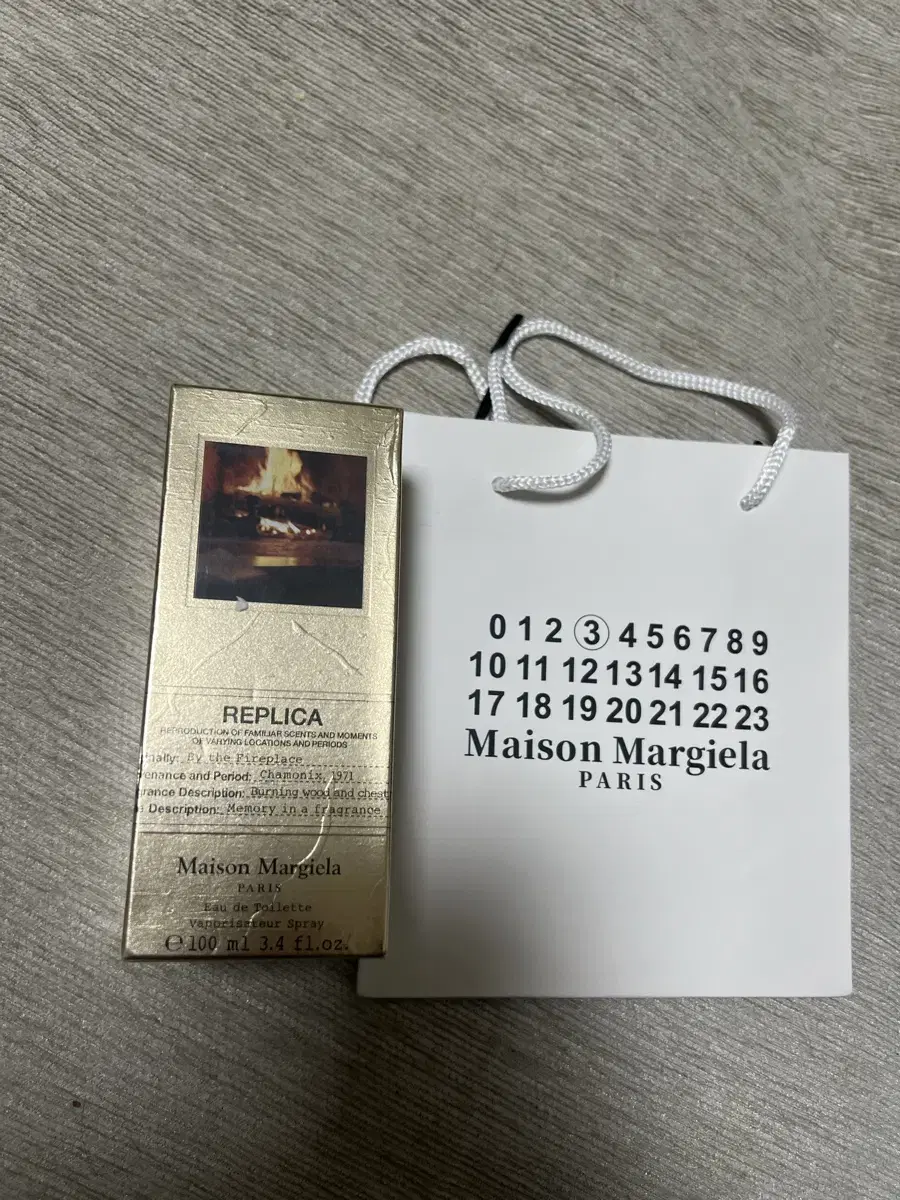 REPLICA
REPRODUCTION OF FAMILIAR SCENTS AND MOMENTS
OF VARYING LOCATIONS AND PERIODS
nally: By the Fireplace
enance and Period: Chamonix, 1971
rance Description: Burning wood and chest
Description: Memory in a fragrance
Maison Margiela
PARIS
Eau de Toilette
Vaporisateur Spray
℮ 100 ml 3.4 fl.oz.
0 1 2 3 4 5 6 7 8 9
10 11 12 13 14 15 16
17 18 19 20 21 22 23
Maison Margiela
PARIS